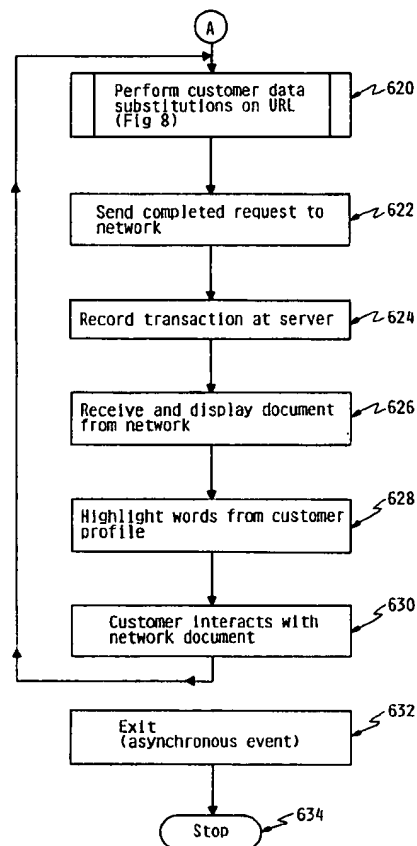 A
Perform customer data
substitutions on URL
(Fig 8)
620
Send completed request to
network
622
Record transaction at server
624
Receive and display document
from network
626
Highlight words from customer
profile
628
Customer interacts with
network document
630
Exit
(asynchronous event)
632
Stop
634